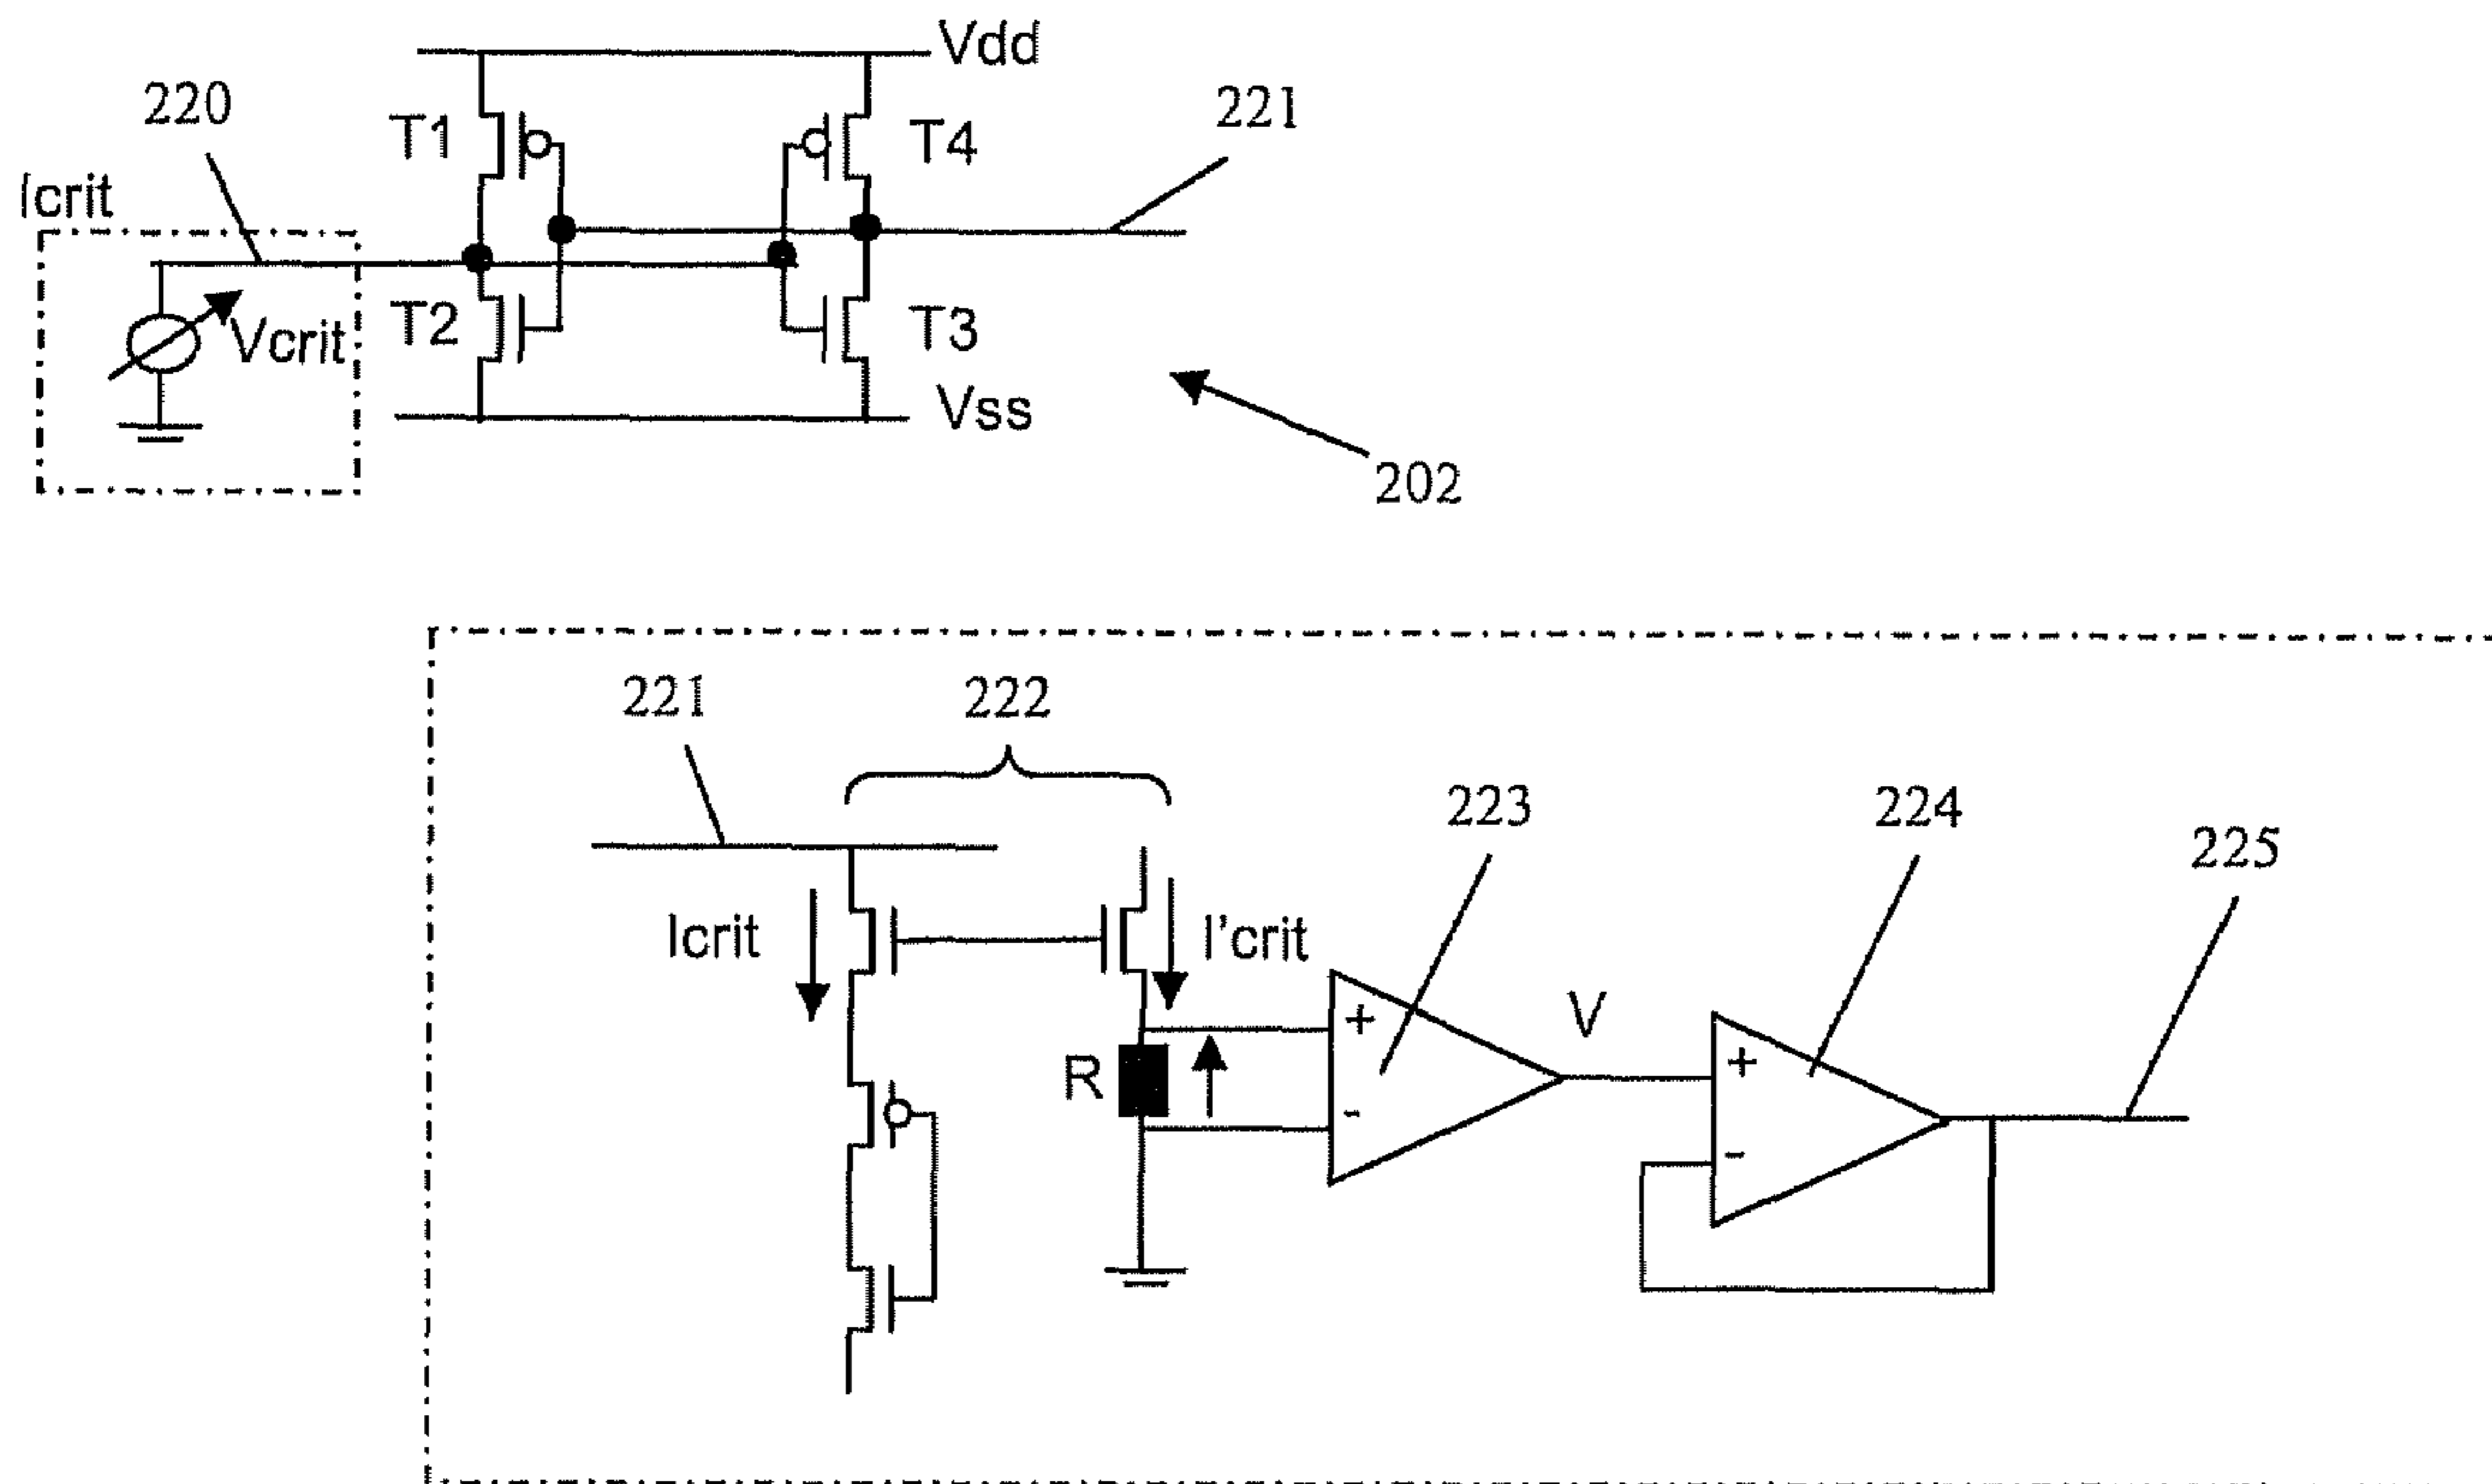 Vdd
220
T1
T4
221
Icrit
T2
Vcrit
T3
Vss
202
221
222
223
224
225
Icrit
I'crit
+
-
V
+
-
R